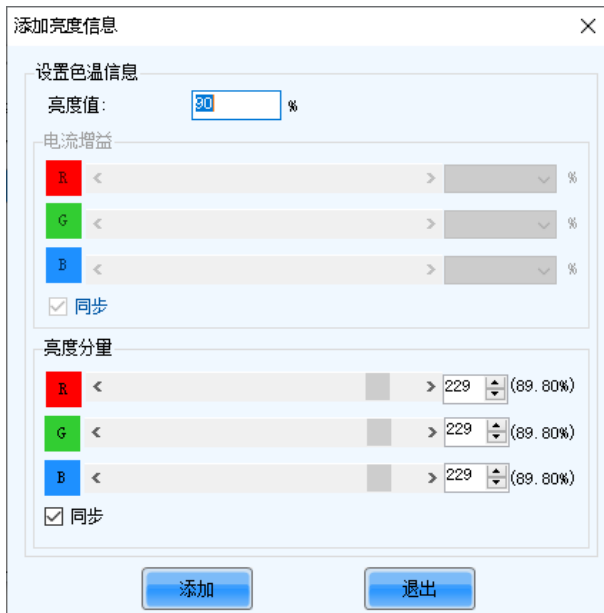 添加亮度信息
设置色温信息
亮度值: 90 %
电流增益
R %
G %
B %
同步
亮度分量
R 229 (89.80%)
G 229 (89.80%)
B 229 (89.80%)
同步
添加 退出